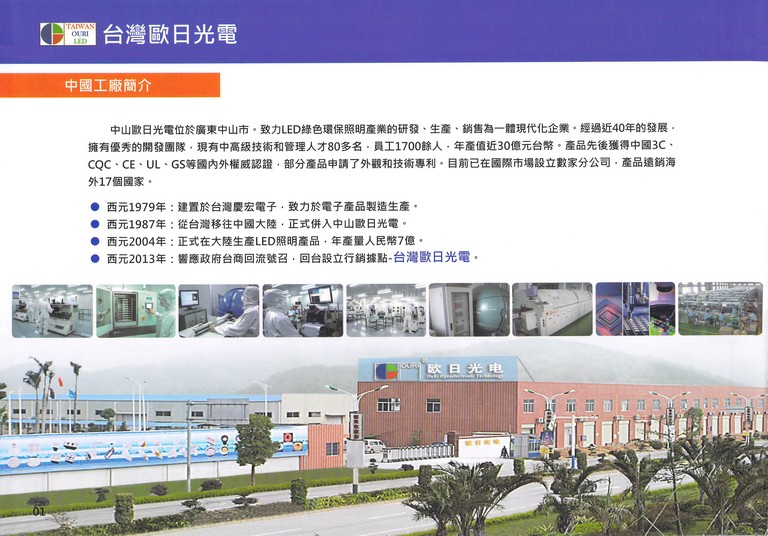 TAIWAN
OURI
LED
台灣歐日光電
中國工廠簡介
中山歐日光電位於廣東中山市。致力LED綠色環保照明產業的研發、生產、銷售為一體現代化企業。經過近40年的發展，
擁有優秀的開發團隊，現有中高級技術和管理人才80多名，員工1700餘人，年產值近30億元台幣。產品先後獲得中國3C、
CQC、CE、UL、GS等國內外權威認證，部分產品申請了外觀和技術專利。目前已在國際市場設立數家分公司，產品遠銷海
外17個國家。
● 西元1979年：建置於台灣慶宏電子，致力於電子產品製造生產。
● 西元1987年：從台灣移往中國大陸，正式併入中山歐日光電。
● 西元2004年：正式在大陸生產LED照明產品，年產量人民幣7億。
● 西元2013年：響應政府台商回流號召，回台設立行銷據點-台灣歐日光電。
OURI
欧日光电
01